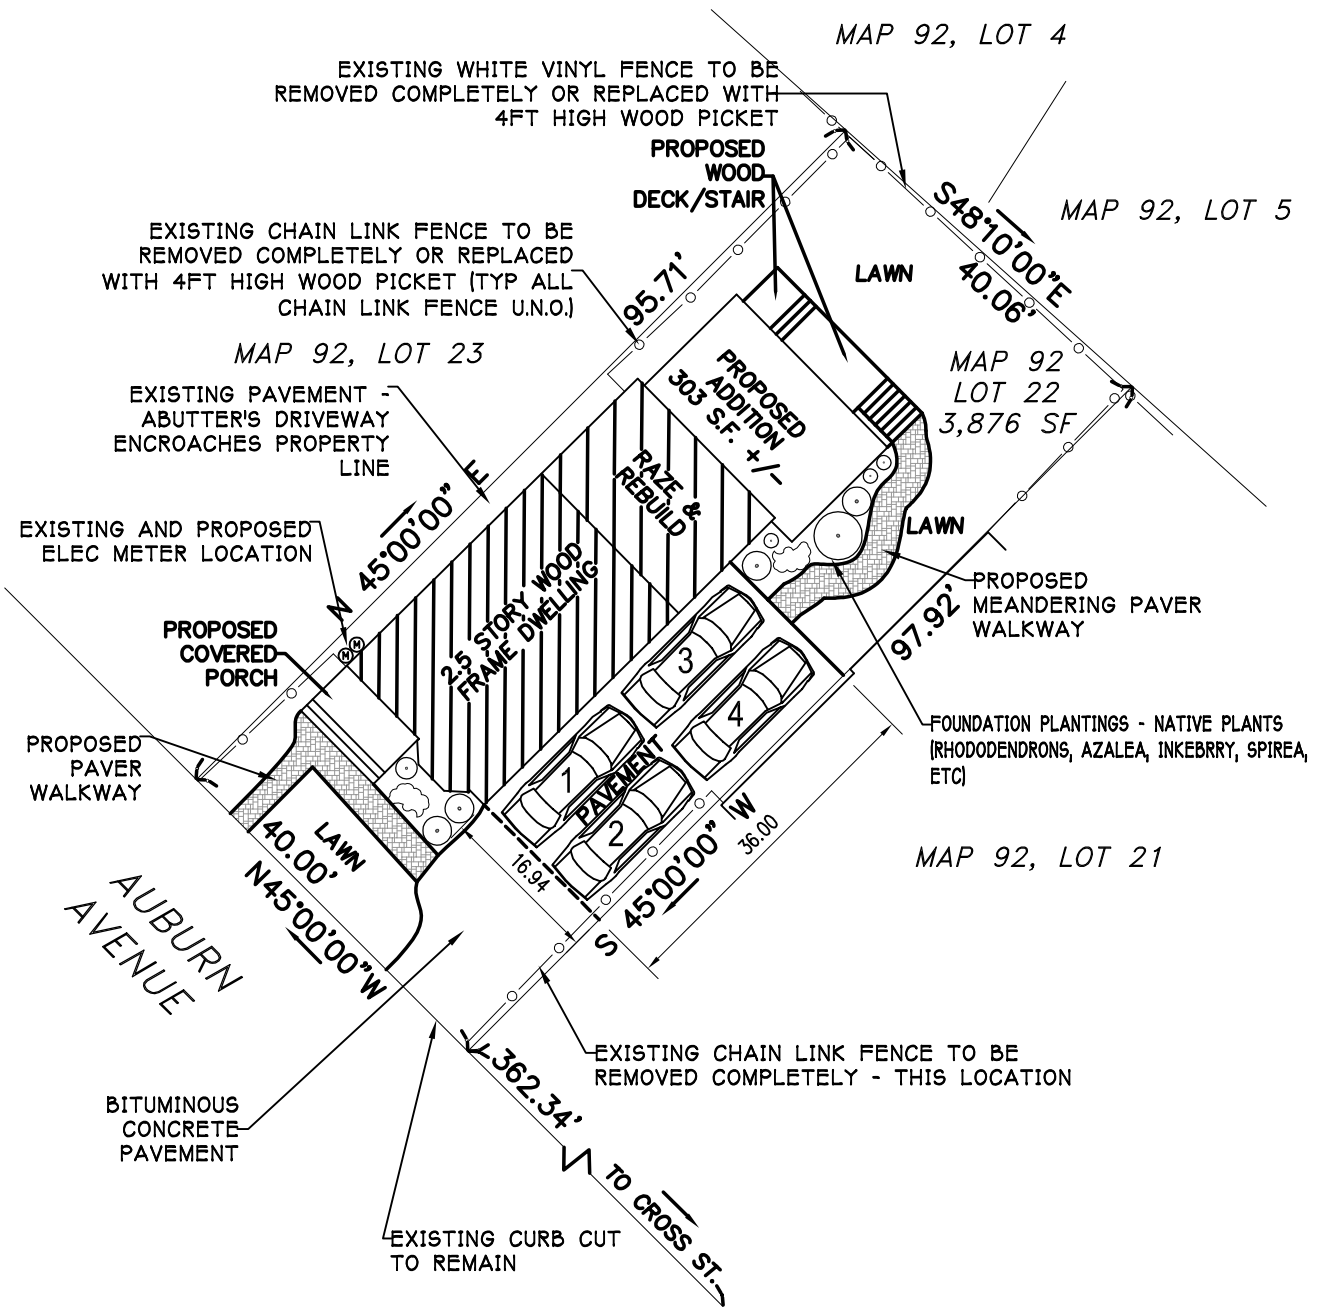 MAP 92, LOT 4
EXISTING WHITE VINYL FENCE TO BE
REMOVED COMPLETELY OR REPLACED WITH
4FT HIGH WOOD PICKET
PROPOSED
WOOD
DECK/STAIR
S48°10'00"E
40.06'
MAP 92, LOT 5
EXISTING CHAIN LINK FENCE TO BE
REMOVED COMPLETELY OR REPLACED
WITH 4FT HIGH WOOD PICKET (TYP ALL
CHAIN LINK FENCE U.N.O.)
95.71'
LAWN
MAP 92, LOT 23
MAP 92
LOT 22
3,876 SF
PROPOSED
ADDITION
303 S.F. +/-
EXISTING PAVEMENT -
ABUTTER'S DRIVEWAY
ENCROACHES PROPERTY
LINE
RAZE &
REBUILD
N 45°00'00" E
EXISTING AND PROPOSED
ELEC METER LOCATION
M
M
LAWN
2.5 STORY WOOD
FRAME DWELLING
PROPOSED
MEANDERING PAVER
WALKWAY
97.92'
PROPOSED
COVERED
PORCH
3
4
1
2
PAVEMENT
FOUNDATION PLANTINGS - NATIVE PLANTS
(RHODODENDRONS, AZALEA, INKEBRRY, SPIREA,
ETC)
PROPOSED
PAVER
WALKWAY
LAWN
40.00'
N45°00'00"W
16.94
36.00
S 45°00'00" W
MAP 92, LOT 21
AUBURN
AVENUE
EXISTING CHAIN LINK FENCE TO BE
REMOVED COMPLETELY - THIS LOCATION
362.34'
TO CROSS ST.
BITUMINOUS
CONCRETE
PAVEMENT
EXISTING CURB CUT
TO REMAIN